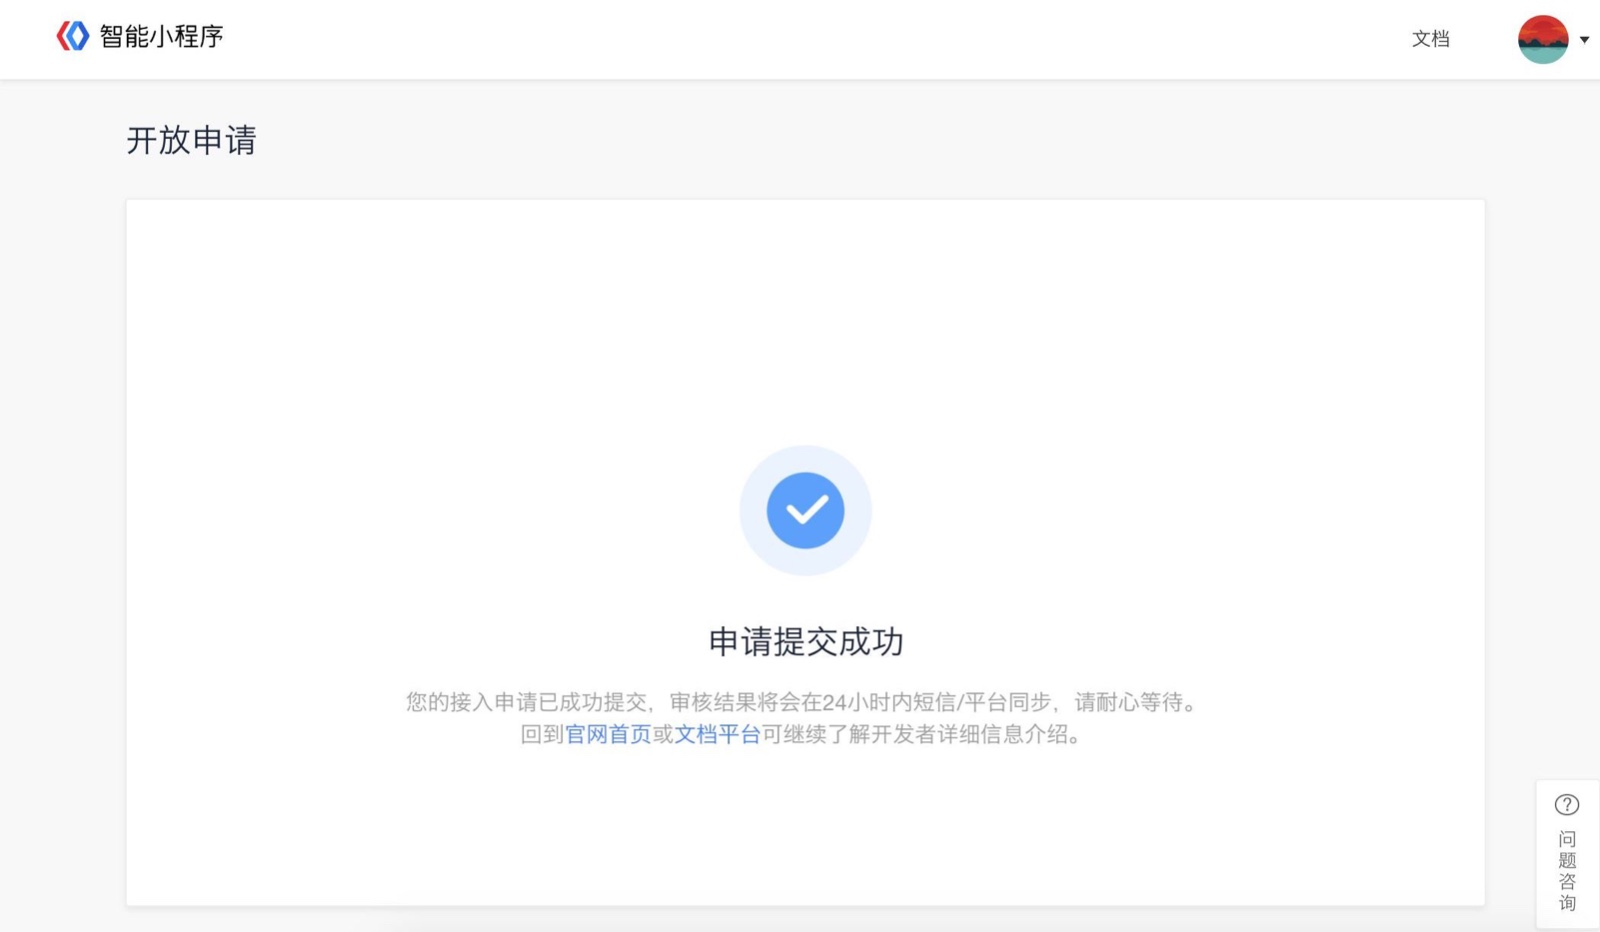 智能小程序
文档
开放申请
申请提交成功
您的接入申请已成功提交，审核结果将会在24小时内短信/平台同步，请耐心等待。
回到官网首页或文档平台可继续了解开发者详细信息介绍。
问题咨询